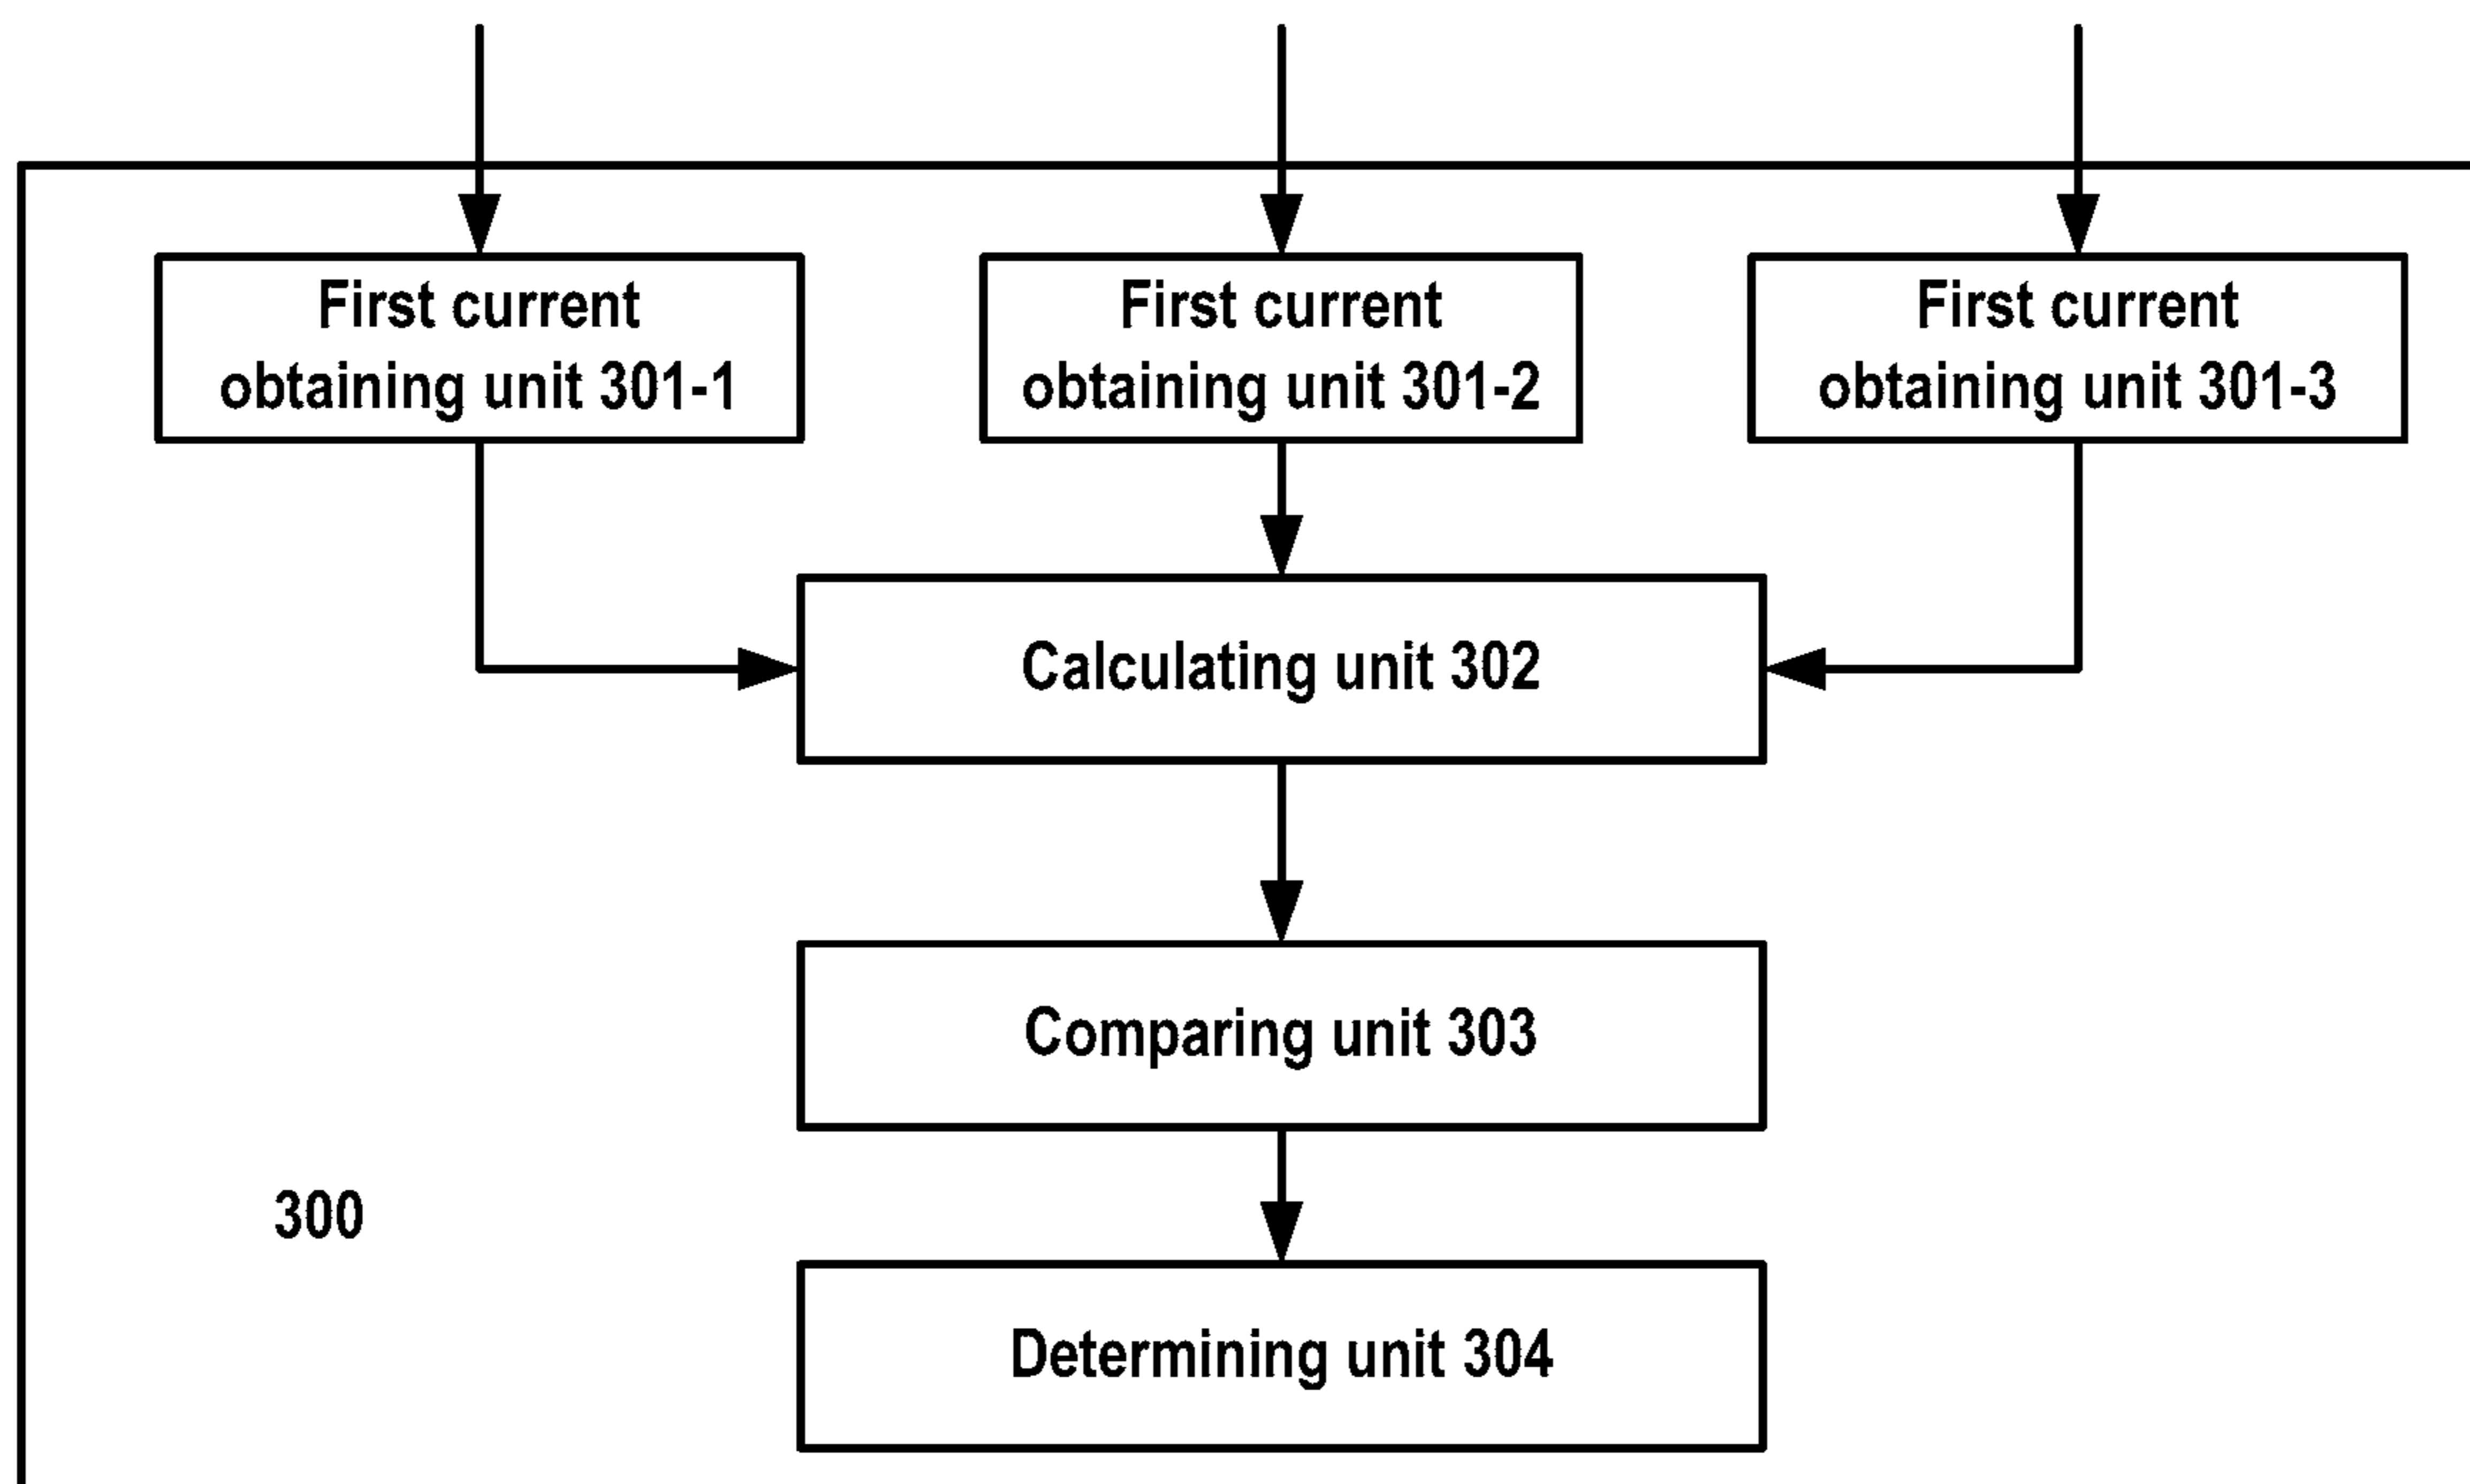 First current
obtaining unit 301-1
First current
obtaining unit 301-2
First current
obtaining unit 301-3
Calculating unit 302
Comparing unit 303
300
Determining unit 304